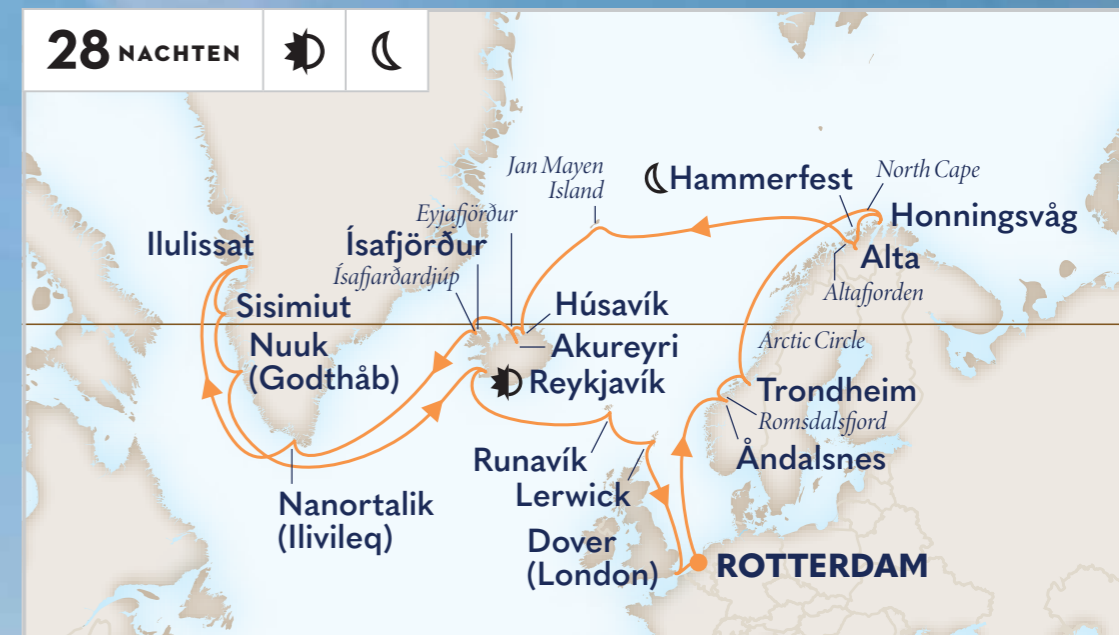 28 NACHTEN
Jan Mayen
Island
Hammerfest
North Cape
Honningsvåg
Eyjafjörður
Ilulissat
Ísafjörður
Alta
Ísafjarðardjúp
Altafjorden
Sisimiut
Húsavík
Nuuk
(Godthåb)
Akureyri
Arctic Circle
Reykjavík
Trondheim
Romsdalsfjord
Åndalsnes
Runavík
Lerwick
Nanortalik
(Ilivileq)
Dover
(London)
ROTTERDAM